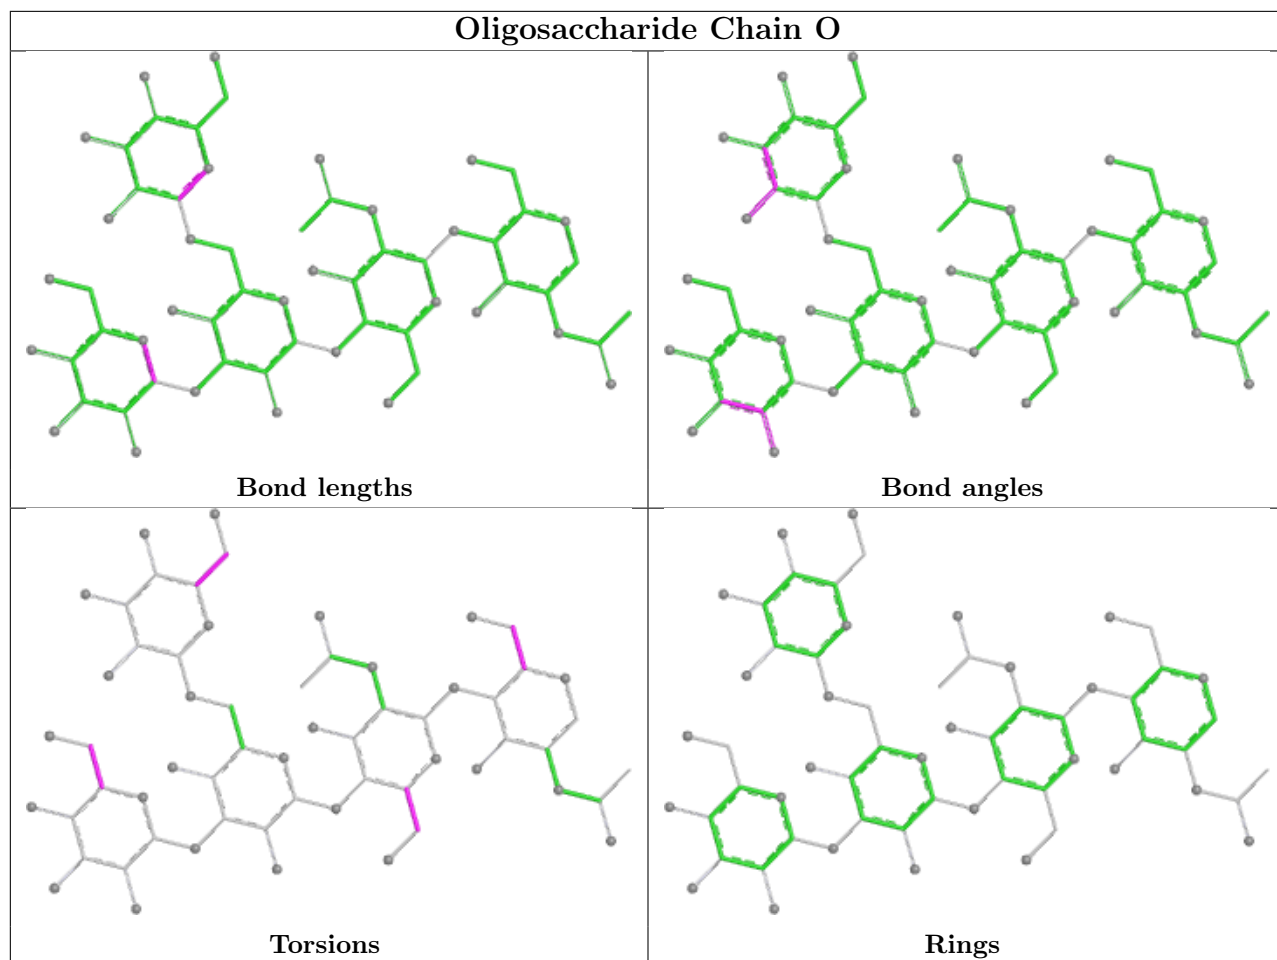 Oligosaccharide Chain O
Bond lengths
Bond angles
Torsions
Rings